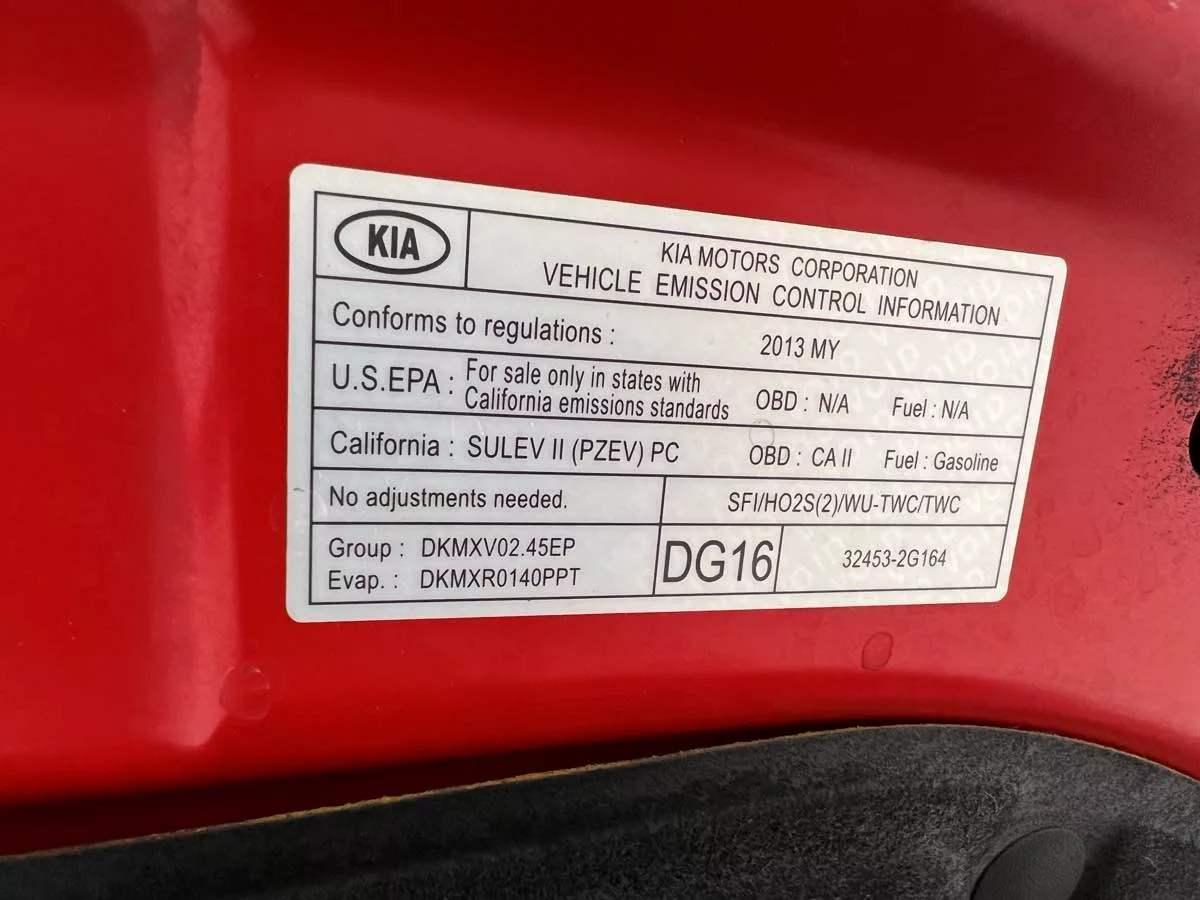 KIA
KIA MOTORS CORPORATION
VEHICLE EMISSION CONTROL INFORMATION
Conforms to regulations : 2013 MY
U.S.EPA : For sale only in states with California emissions standards OBD : N/A Fuel : N/A
California : SULEV II (PZEV) PC OBD : CA II Fuel : Gasoline
No adjustments needed. SFI/HO2S(2)/WU-TWC/TWC
Group : DKMXV02.45EP
Evap. : DKMXR0140PPT
DG16
32453-2G164
VOID